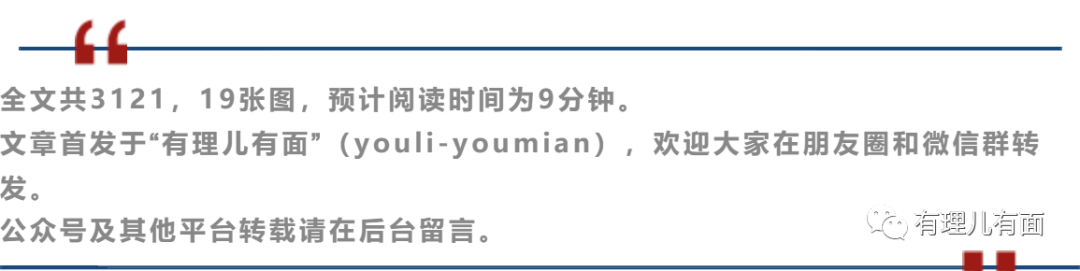 全文共3121，19张图，预计阅读时间为9分钟。
文章首发于“有理儿有面”（youli-youmian），欢迎大家在朋友圈和微信群转
发。
公众号及其他平台转载请在后台留言。
有理儿有面